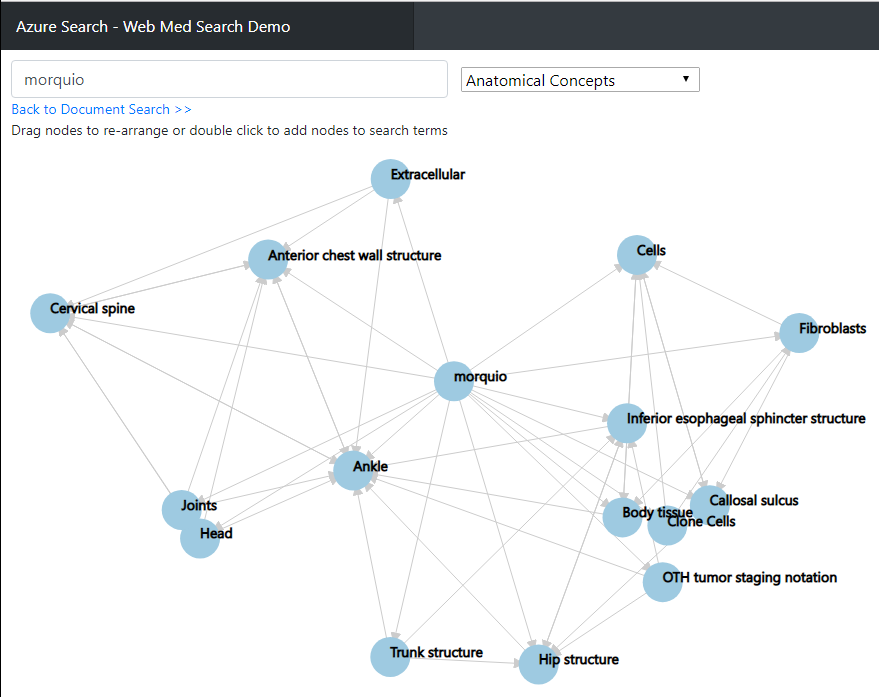 Azure Search - Web Med Search Demo
morquio
Anatomical Concepts
Back to Document Search >>
Drag nodes to re-arrange or double click to add nodes to search terms
Extracellular
Cells
Anterior chest wall structure
Cervical spine
Fibroblasts
morquio
Inferior esophageal sphincter structure
Ankle
Callosal sulcus
Joints
Body tissue
Clone Cells
Head
OTH tumor staging notation
Trunk structure
Hip structure